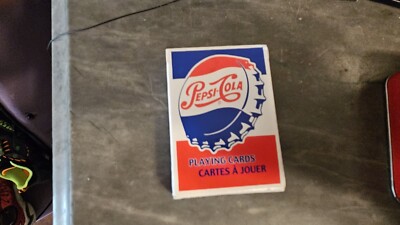 PEPSI-COLA
PLAYING CARDS
CARTES À JOUER